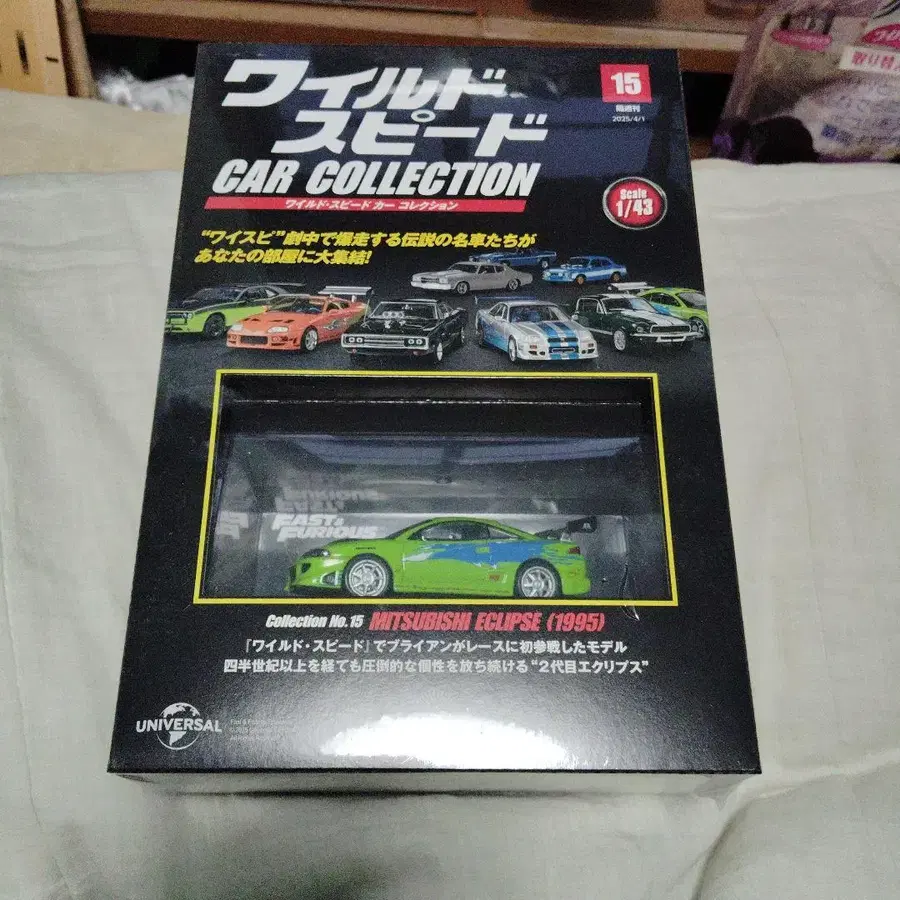 ワイルド
スピード
CAR COLLECTION
ワイルド・スピード カー コレクション
15
隔週刊
2025/4/1
Scale
1/43
“ワイスピ”劇中で爆走する伝説の名車たちが
あなたの部屋に大集結!
FAST &
FURIOUS
Collection No.15 MITSUBISHI ECLIPSE (1995)
『ワイルド・スピード』でブライアンがレースに初参戦したモデル
四半世紀以上を経ても圧倒的な個性を放ち続ける“2代目エクリプス”
UNIVERSAL
取り替え